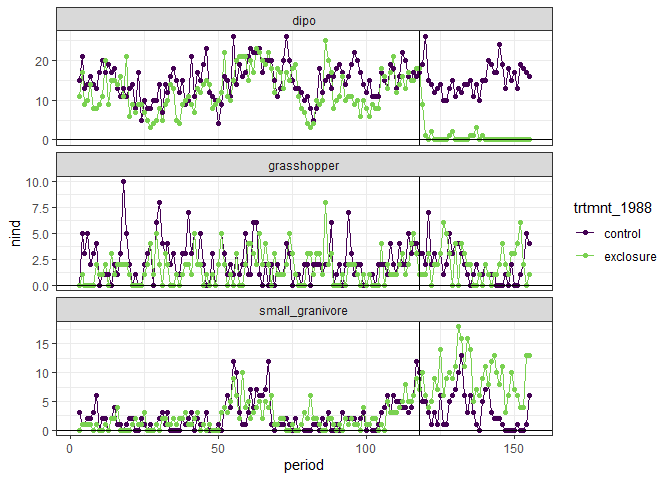 dipo
20
10
0
grasshopper
10.0
7.5
5.0
2.5
0.0
small_granivore
15
10
5
0
0
50
100
150
period
nind
trtmnt_1988
control
exclosure